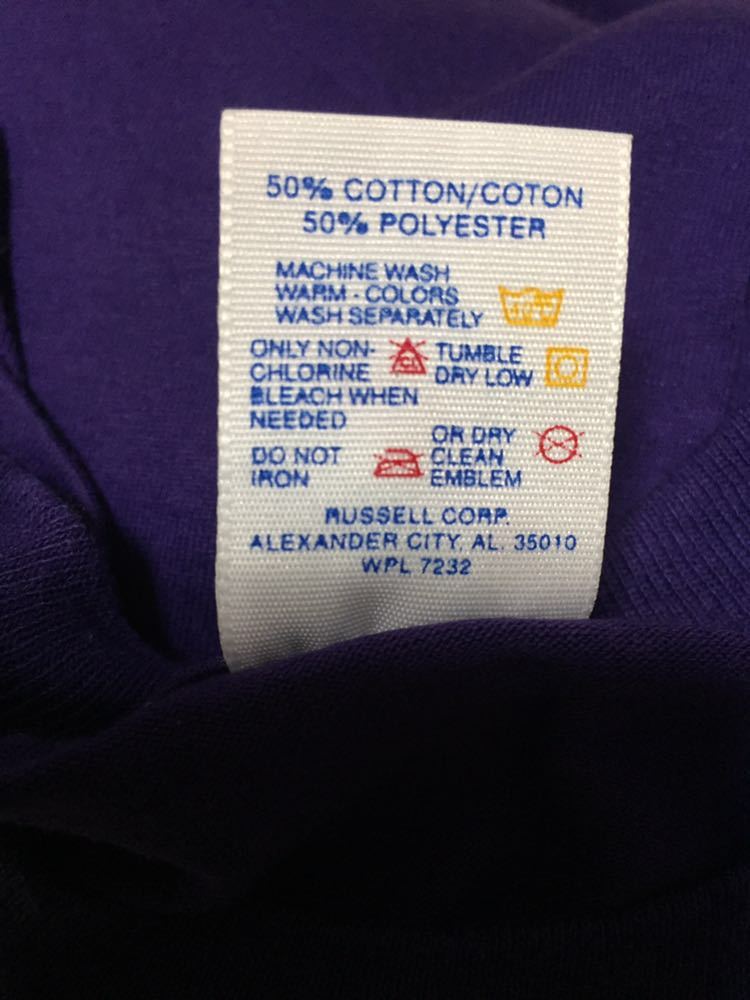 50% COTTON/COTON
50% POLYESTER
MACHINE WASH
WARM - COLORS
WASH SEPARATELY
ONLY NON-
CHLORINE
BLEACH WHEN
NEEDED
CL
TUMBLE
DRY LOW
DO NOT
IRON
OR DRY
CLEAN
EMBLEM
RUSSELL CORP.
ALEXANDER CITY, AL. 35010
WPL 7232